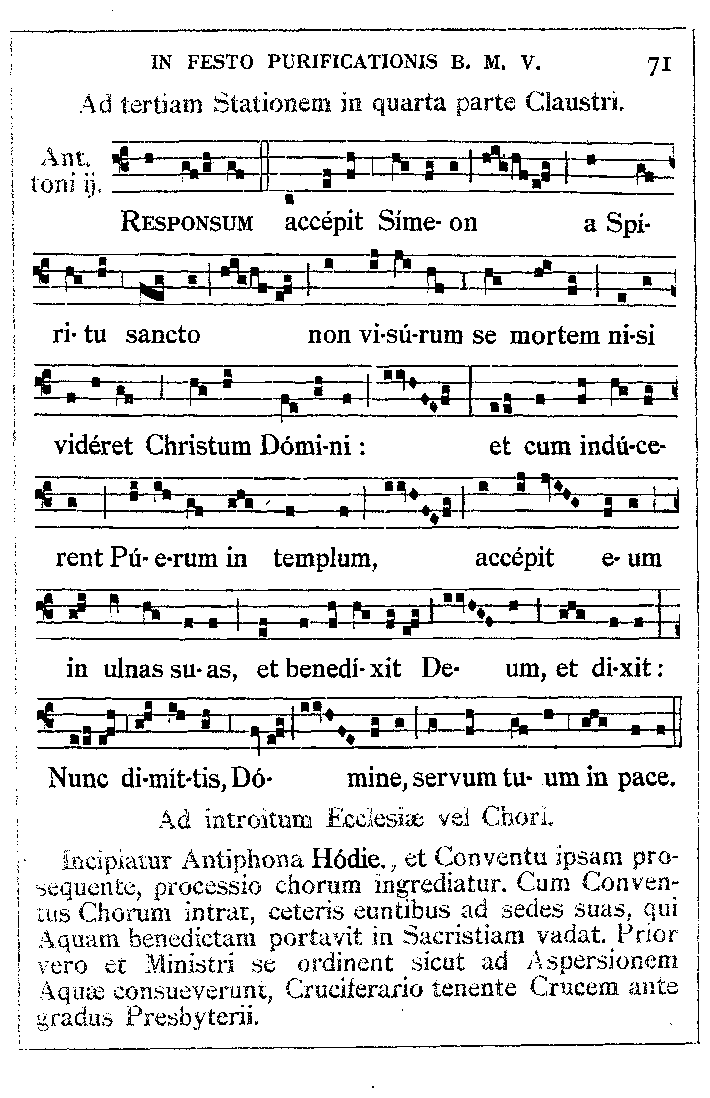 IN FESTO PURIFICATIONIS B. M. V. 71
Ad tertiam Stationem in quarta parte Claustri.
Ant.
toni ij.
RESPONSUM accépit Síme- on a Spí-
ri- tu sancto non vi-sú-rum se mortem ni-si
vidéret Christum Dómi-ni : et cum indú-ce-
rent Pú- e-rum in templum, accépit e- um
in ulnas su- as, et benedí- xit De- um, et di-xit :
Nunc di-mít-tis, Dó- mine, servum tu- um in pace.
Ad introitum Ecclesiæ vel Chori.
Incipiatur Antiphona Hódie., et Conventu ipsam pro-
sequente, processio chorum ingrediatur. Cum Conven-
tus Chorum intrat, ceteris euntibus ad sedes suas, qui
Aquam benedictam portavit in Sacristiam vadat. Prior
vero et Ministri se ordinent sicut ad Aspersionem
Aquæ consueverunt, Cruciferario tenente Crucem ante
gradus Presbyterii.